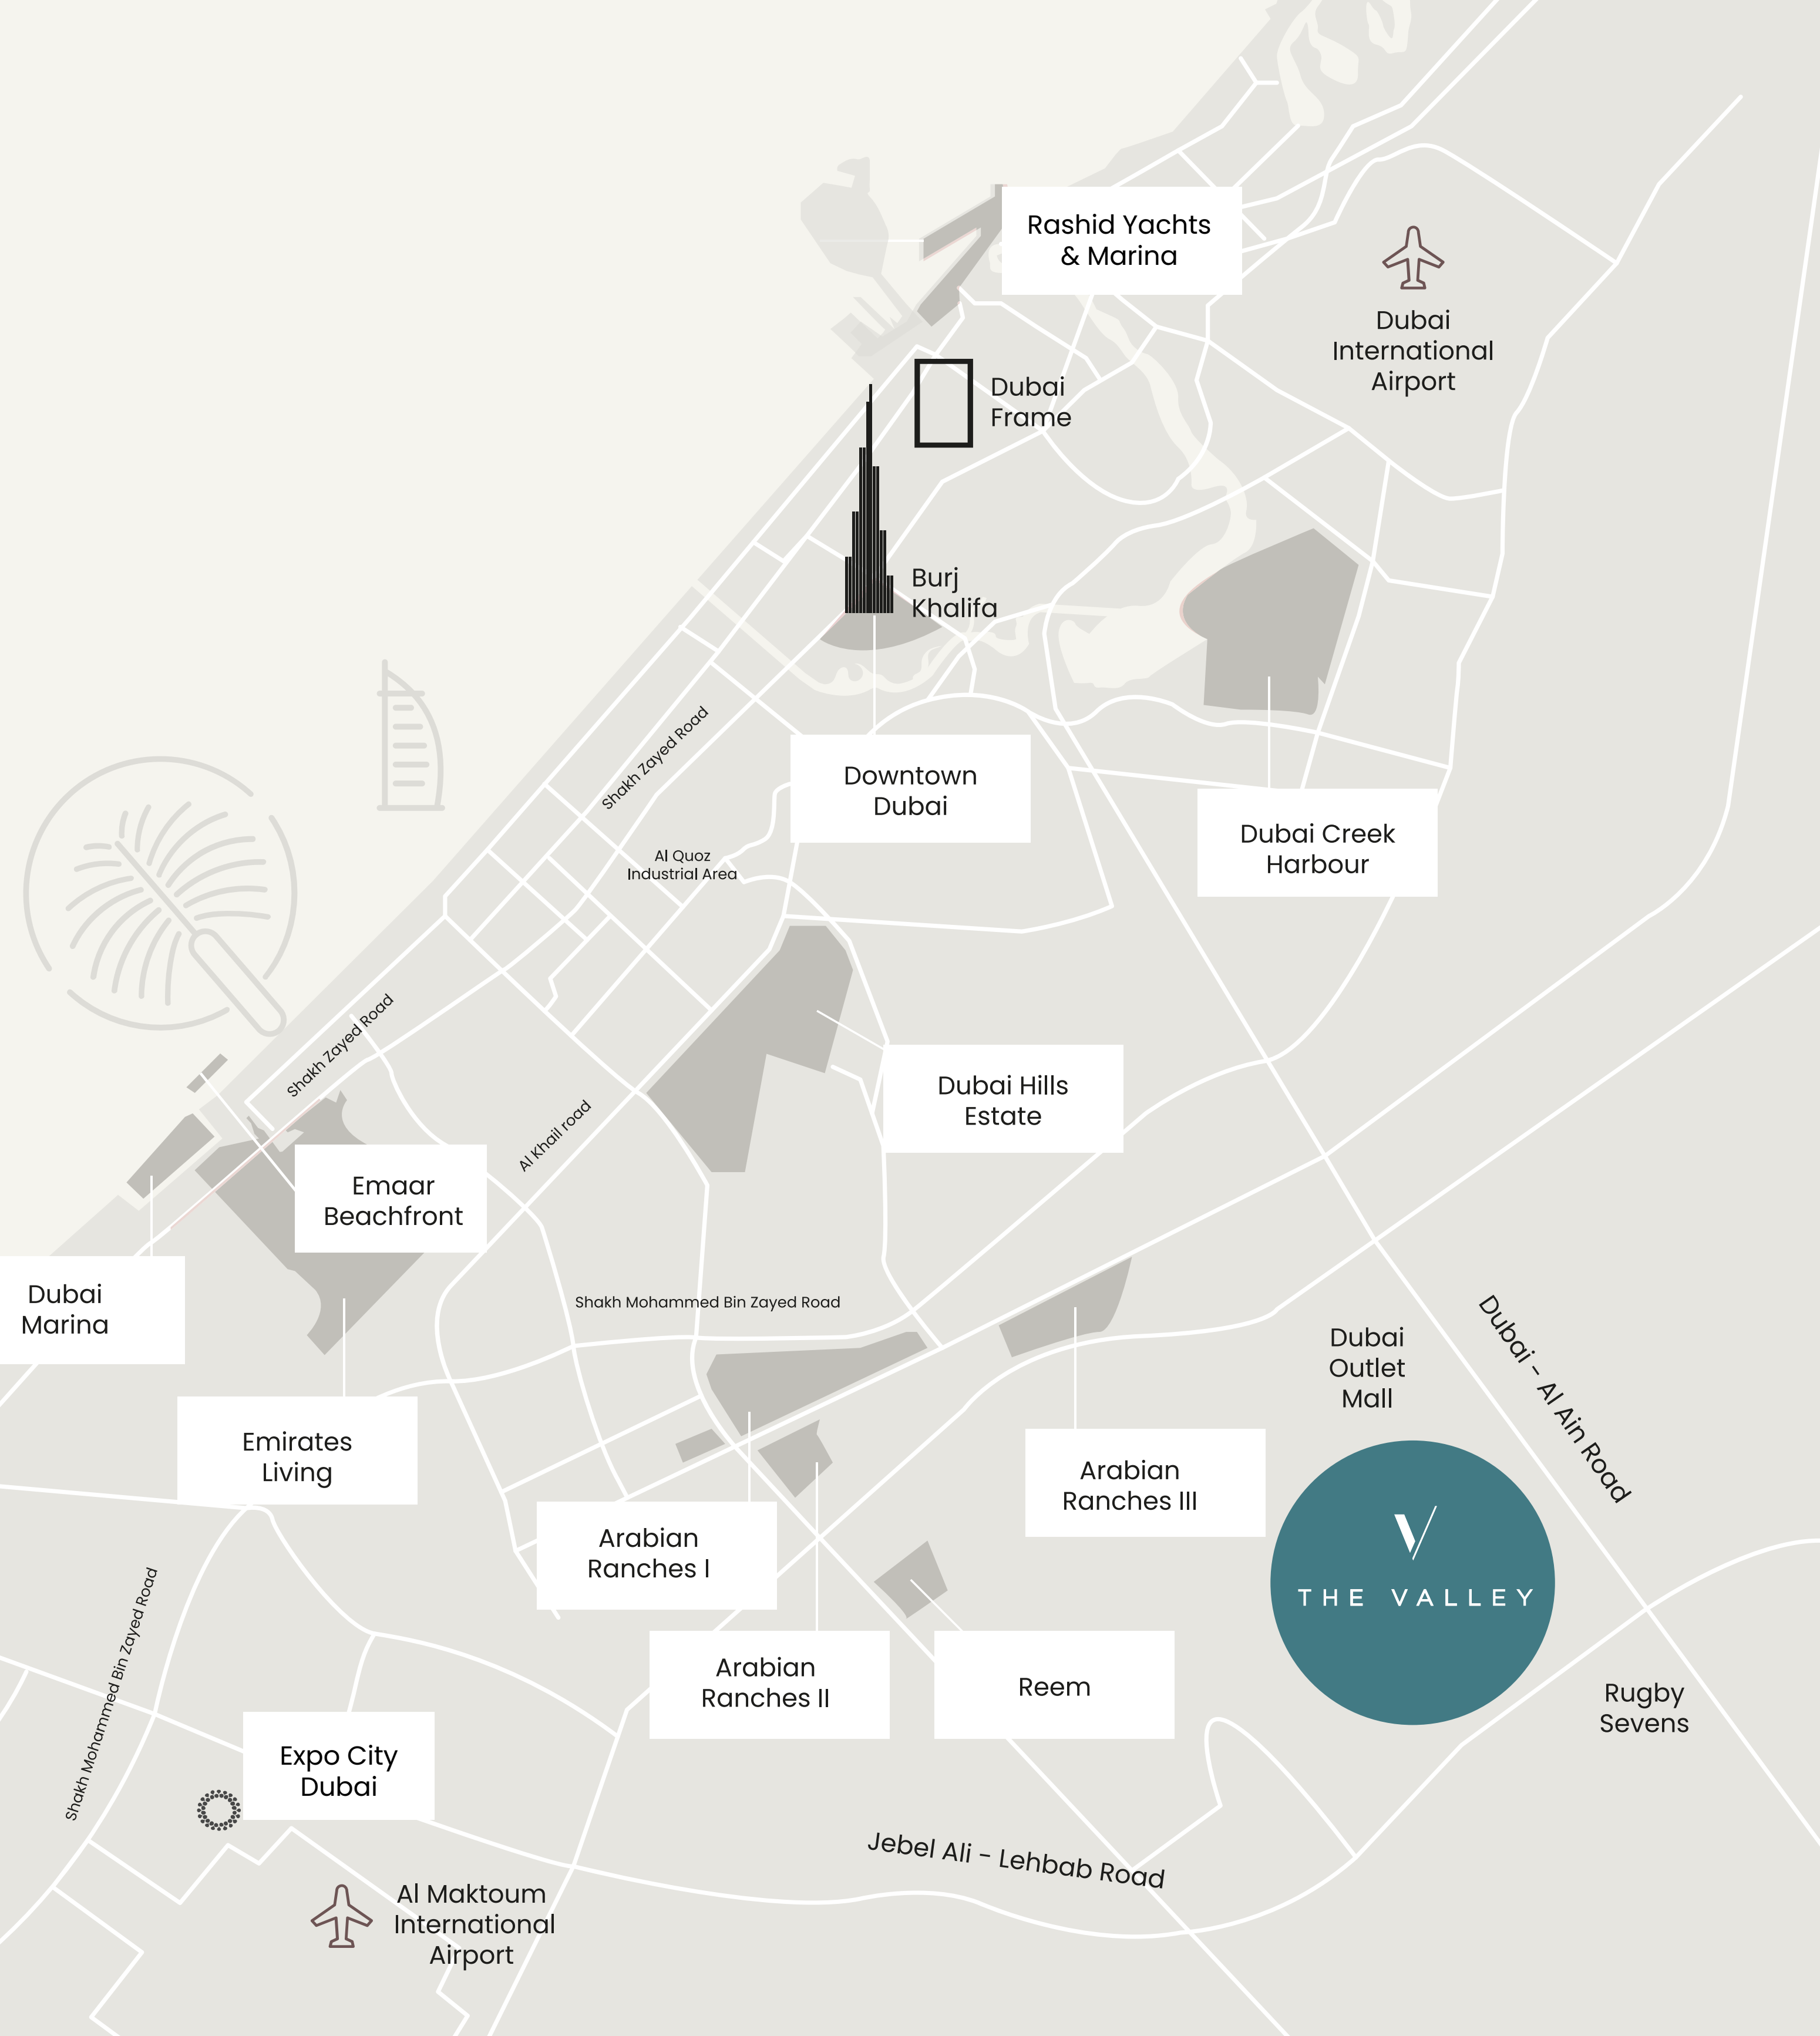 Rashid Yachts
& Marina
Dubai
International
Airport
Dubai
Frame
Burj
Khalifa
Shakh Zayed Road
Downtown
Dubai
Dubai Creek
Harbour
Al Quoz
Industrial Area
Shakh Zayed Road
Dubai Hills
Estate
Al Khail road
Emaar
Beachfront
Dubai
Marina
Shakh Mohammed Bin Zayed Road
Dubai - Al Ain Road
Dubai
Outlet
Mall
Emirates
Living
Arabian
Ranches III
Arabian
Ranches I
THE VALLEY
Shakh Mohammed Bin Zayed Road
Arabian
Ranches II
Reem
Rugby
Sevens
Expo City
Dubai
Jebel Ali - Lehbab Road
Al Maktoum
International
Airport